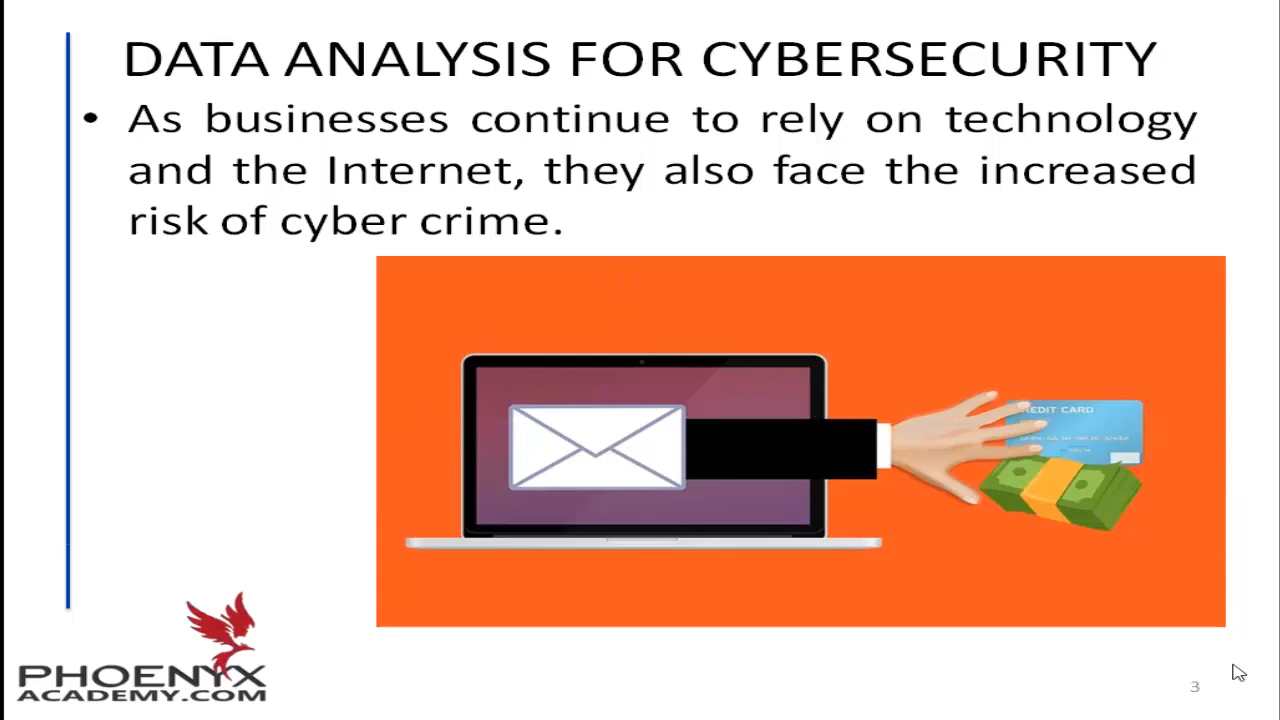 DATA ANALYSIS FOR CYBERSECURITY
• As businesses continue to rely on technology
and the Internet, they also face the increased
risk of cyber crime.
REDIT CARD
PHOENYX
ACADEMY.COM
3